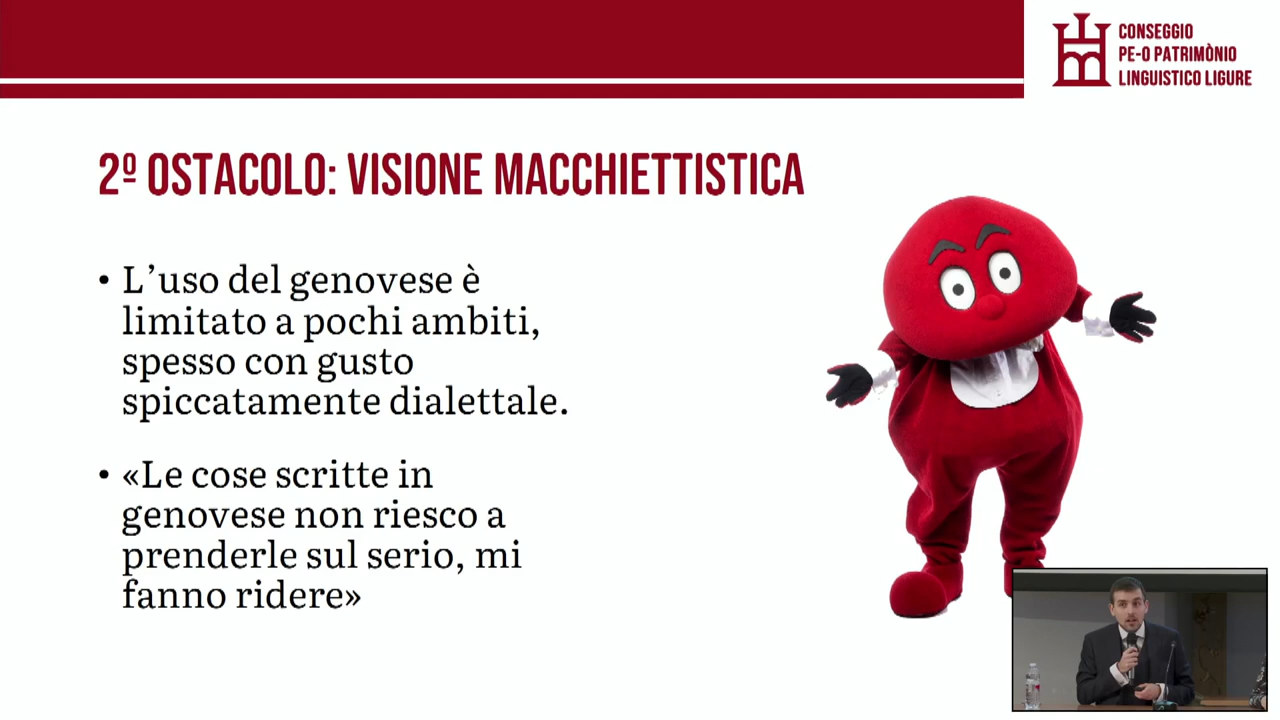 CONSEGGIO
PE-O PATRIMÒNIO
LINGUISTICO LIGURE
2º OSTACOLO: VISIONE MACCHIETTISTICA
• L’uso del genovese è
limitato a pochi ambiti,
spesso con gusto
spiccatamente dialettale.
• «Le cose scritte in
genovese non riesco a
prenderle sul serio, mi
fanno ridere»